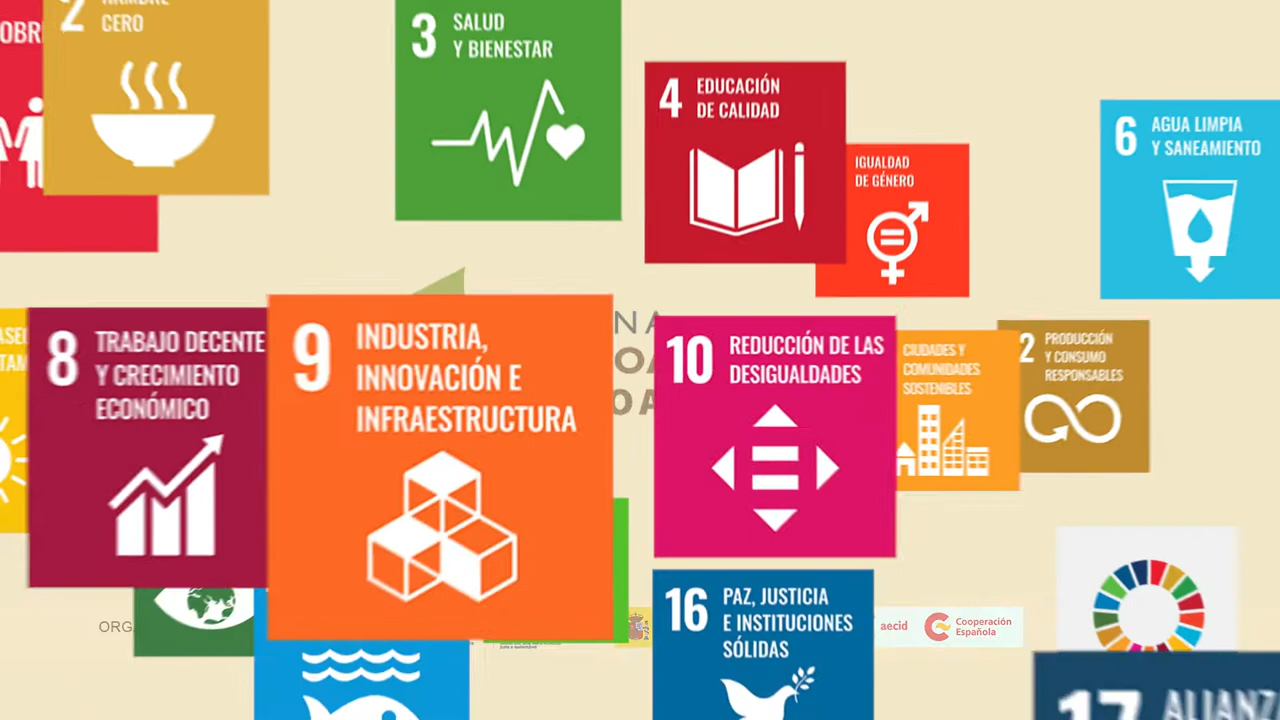 2
CERO
3 SALUD
Y BIENESTAR
4 EDUCACIÓN
DE CALIDAD
IGUALDAD
DE GÉNERO
6 AGUA LIMPIA
Y SANEAMIENTO
8 TRABAJO DECENTE
Y CRECIMIENTO
ECONÓMICO
9 INDUSTRIA,
INNOVACIÓN E
INFRAESTRUCTURA
10 REDUCCIÓN DE LAS
DESIGUALDADES
CIUDADES Y
COMUNIDADES
SOSTENIBLES
2 PRODUCCIÓN
Y CONSUMO
RESPONSABLES
16 PAZ, JUSTICIA
E INSTITUCIONES
SÓLIDAS
aecid
Cooperación
Española
17 ALIANZ